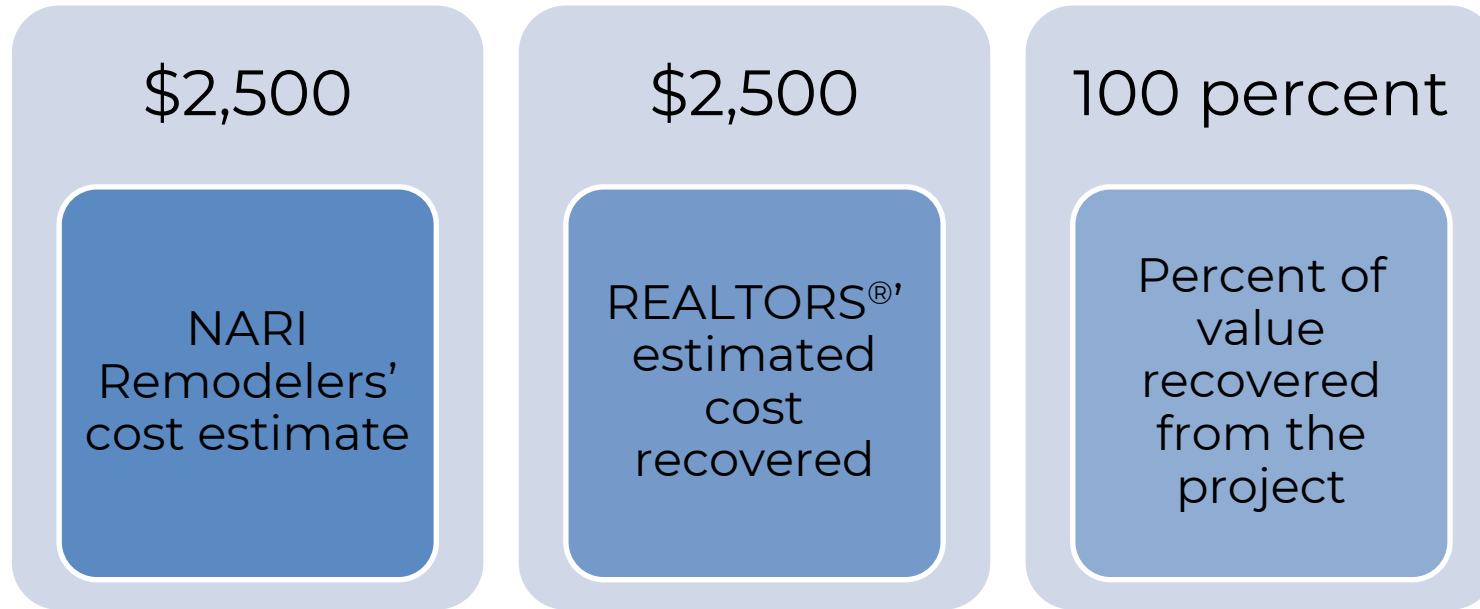 $2,500
NARI
Remodelers’
cost estimate
$2,500
REALTORS®’
estimated
cost
recovered
100 percent
Percent of
value
recovered
from the
project